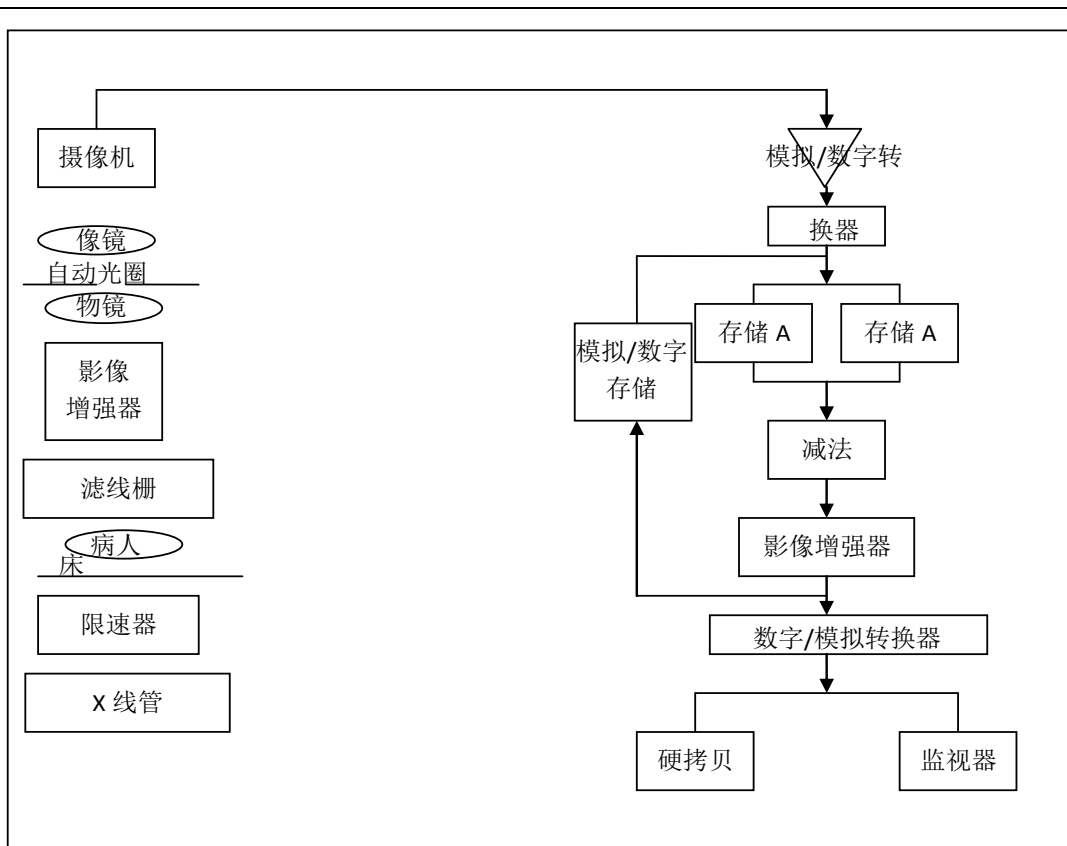 摄像机
像镜
自动光圈
物镜
影像
增强器
滤线栅
病人
床
限速器
X 线管
模拟/数字转
换器
存储 A
存储 A
模拟/数字
存储
减法
影像增强器
数字/模拟转换器
硬拷贝
监视器